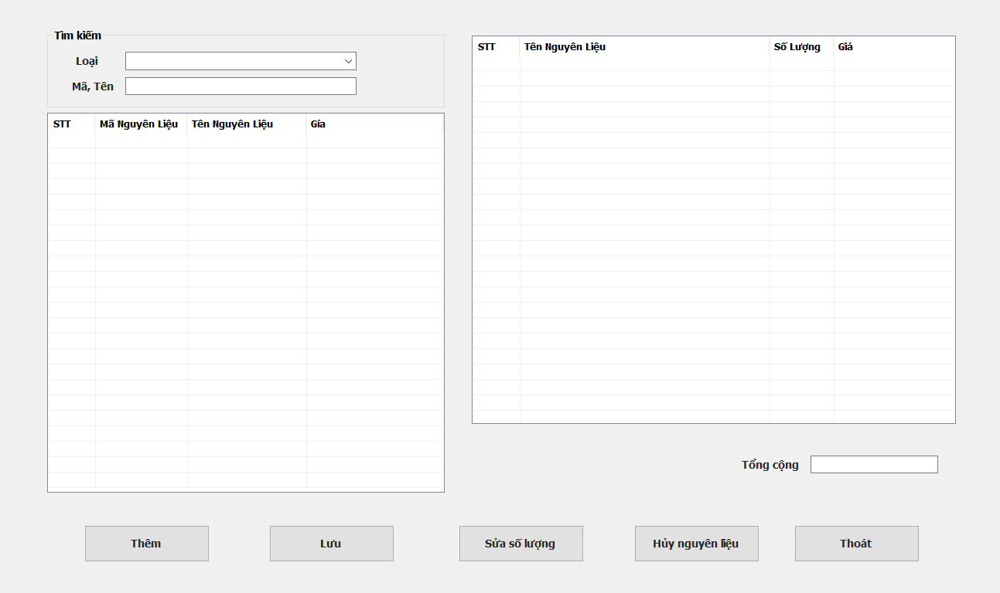 Tìm kiếm
Loại
Mã, Tên
STT Mã Nguyên Liệu Tên Nguyên Liệu Gía
STT Tên Nguyên Liệu Số Lượng Giá
Tổng cộng
Thêm Lưu Sửa số lượng Hủy nguyên liệu Thoát